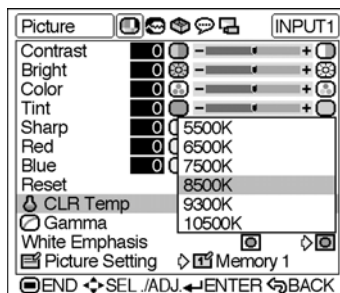 Picture INPUT1
Contrast 0 - +
Bright 0 - +
Color 0 - +
Tint 0 - +
Sharp 0 5500K
Red 0 6500K
Blue 0 7500K
Reset 8500K
CLR Temp 9300K
Gamma 10500K
White Emphasis
Picture Setting Memory 1
END SEL./ADJ. ENTER BACK